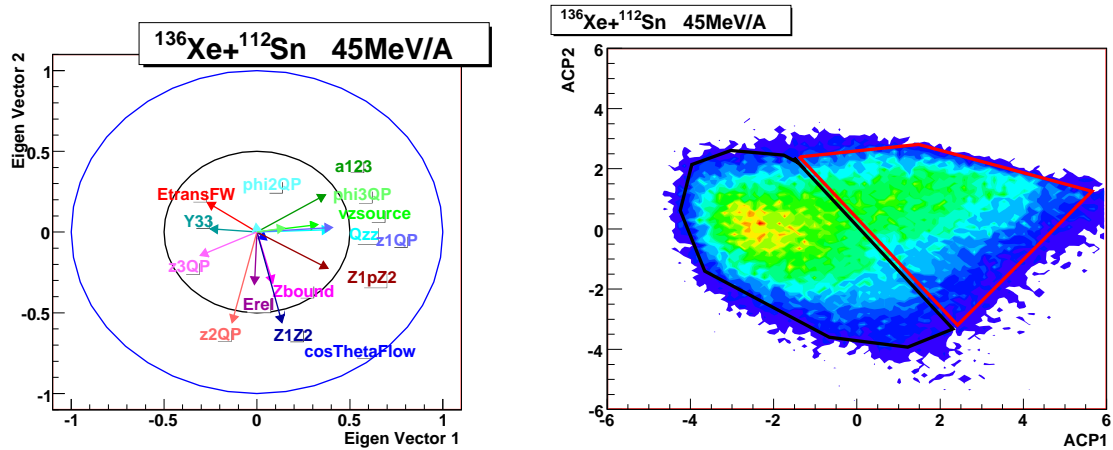 136Xe+112Sn 45MeV/A
Eigen Vector 2
1
0.5
0
-0.5
-1
a123
phi2QP
EtransFW
phi3QP
vzsource
Y33
Qzz
z1QP
z3QP
Z1pZ2
Zbound
Erel
z2QP
Z1Z2
cosThetaFlow
-1
-0.5
0
0.5
1
Eigen Vector 1
136Xe+112Sn 45MeV/A
ACP2
6
4
2
0
-2
-4
-6
-6
-4
-2
0
2
4
6
ACP1